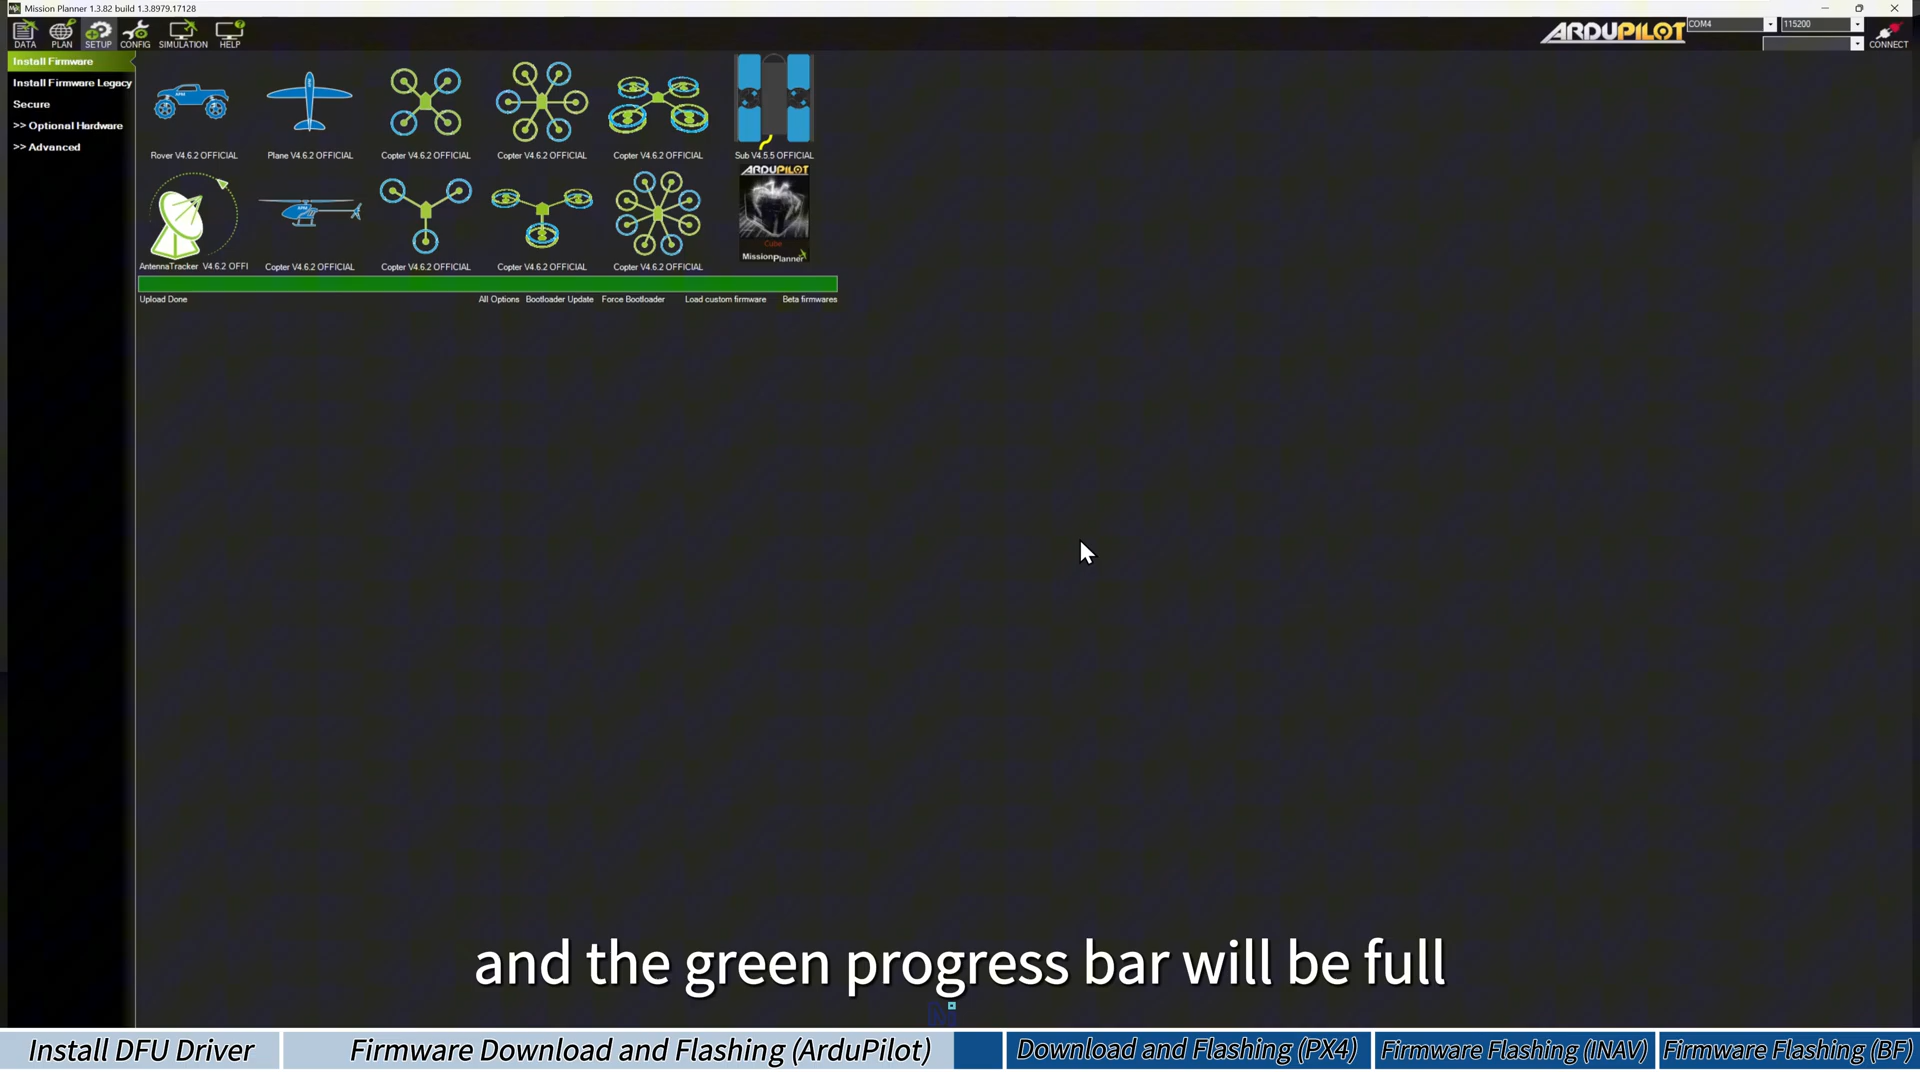 Mission Planner 1.3.82 build 1.3.8979.17128
DATA PLAN SETUP CONFIG SIMULATION HELP
ARDUPILOT
COM4 115200
CONNECT
Install Firmware
Install Firmware Legacy
Secure
>> Optional Hardware
>> Advanced
Rover V4.6.2 OFFICIAL Plane V4.6.2 OFFICIAL Copter V4.6.2 OFFICIAL Copter V4.6.2 OFFICIAL Copter V4.6.2 OFFICIAL Sub V4.5.5 OFFICIAL
ARDUPILOT
Cube
MissionPlanner
AntennaTracker V4.6.2 OFFI Copter V4.6.2 OFFICIAL Copter V4.6.2 OFFICIAL Copter V4.6.2 OFFICIAL Copter V4.6.2 OFFICIAL
Upload Done All Options Bootloader Update Force Bootloader Load custom firmware Beta firmwares
and the green progress bar will be full
Install DFU Driver Firmware Download and Flashing (ArduPilot) Download and Flashing (PX4) Firmware Flashing (INAV) Firmware Flashing (BF)